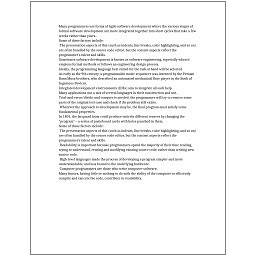 Many programmers use forms of Agile software development where the various stages of
formal software development are more integrated together into short cycles that take a few
weeks rather than years.
Some of these factors include:
The presentation aspects of this (such as indents, line breaks, color highlighting, and so on)
are often handled by the source code editor, but the content aspects reflect the
programmer's talent and skills.
Enormous software development is known as software engineering, especially when it
employs formal methods or follows an engineering design process.
Ideally, the programming language best suited for the task at hand will be selected.
As early as the 9th century, a programmable music sequencer was invented by the Persian
Banu Musa brothers, who described an automated mechanical flute player in the Book of
Ingenious Devices.
Integrated development environments (IDEs) aim to integrate all such help.
Many applications use a mix of several languages in their construction and use.
Trial-and-error/divide-and-conquer is needed: the programmer will try to remove some
parts of the original test case and check if the problem still exists.
Whatever the approach to development may be, the final program must satisfy some
fundamental properties.
In 1801, the Jacquard loom could produce entirely different weaves by changing the
"program" – a series of pasteboard cards with holes punched in them.
Some of these factors include:
The presentation aspects of this (such as indents, line breaks, color highlighting, and so on)
are often handled by the source code editor, but the content aspects reflect the
programmer's talent and skills.
Readability is important because programmers spend the majority of their time reading,
trying to understand, reusing and modifying existing source code, rather than writing new
source code.
High-level languages made the process of developing a program simpler and more
understandable, and less bound to the underlying hardware.
Computer programmers are those who write computer software.
Many factors, having little or nothing to do with the ability of the computer to efficiently
compile and execute the code, contribute to readability.